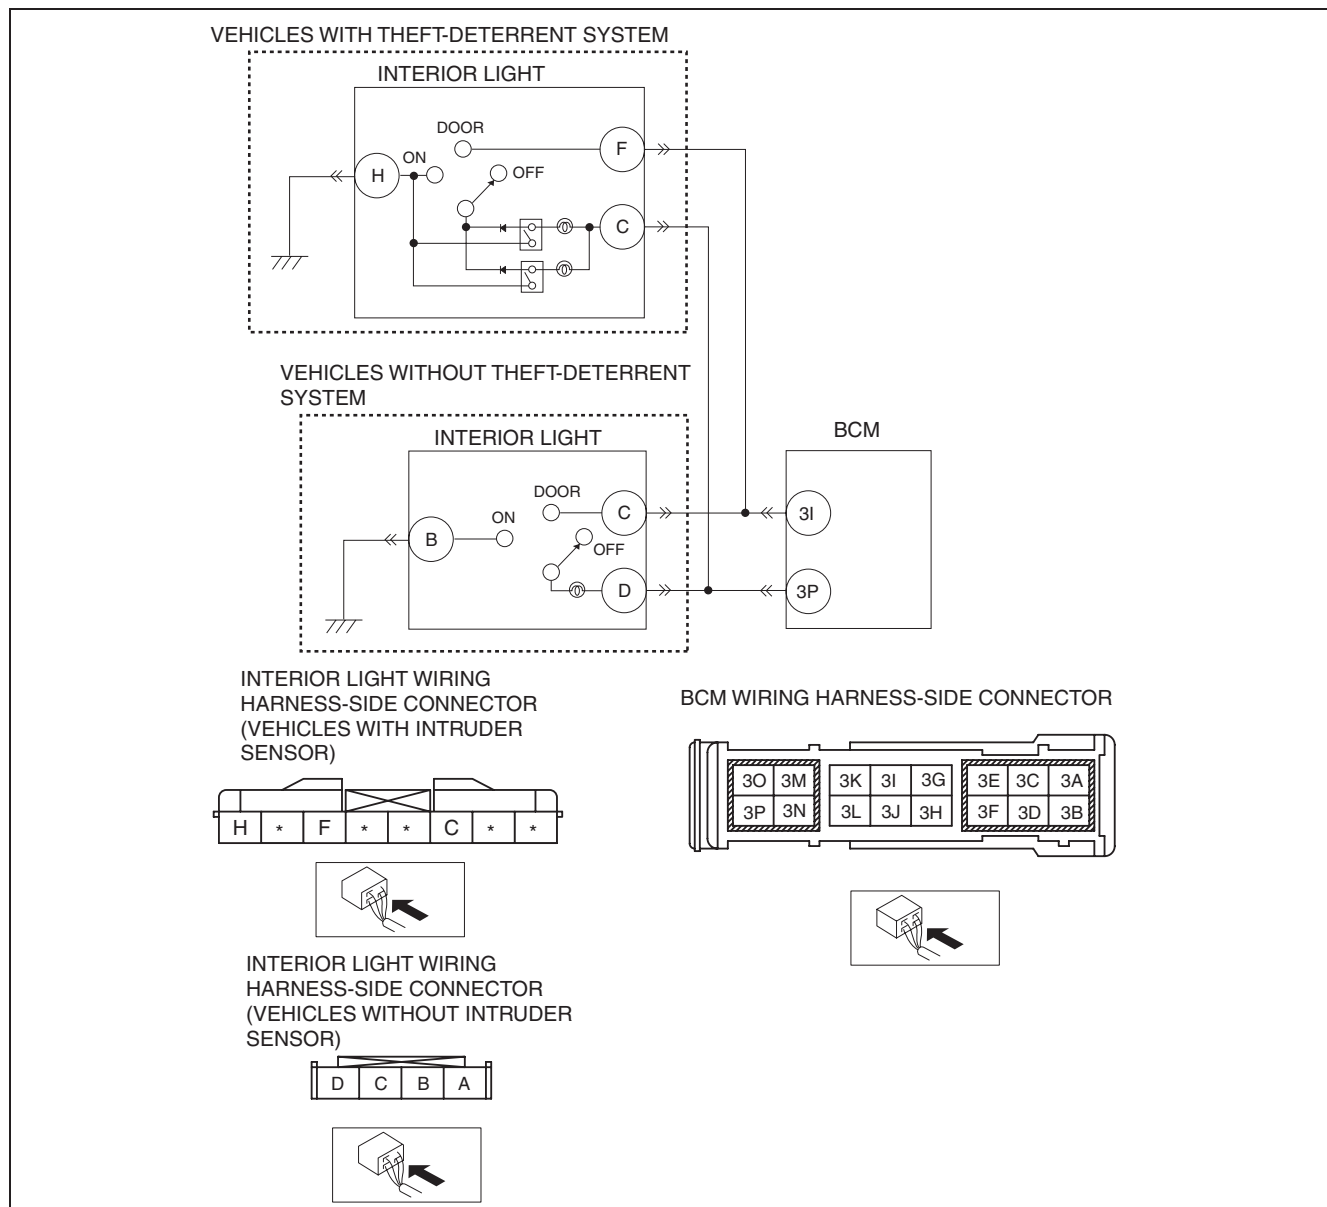 VEHICLES WITH THEFT-DETERRENT SYSTEM
INTERIOR LIGHT
DOOR
F
ON
H
OFF
C
VEHICLES WITHOUT THEFT-DETERRENT
SYSTEM
INTERIOR LIGHT
BCM
DOOR
C
3I
ON
B
OFF
D
3P
INTERIOR LIGHT WIRING
HARNESS-SIDE CONNECTOR
(VEHICLES WITH INTRUDER
SENSOR)
H * F * * C * *
BCM WIRING HARNESS-SIDE CONNECTOR
3O 3M 3K 3I 3G 3E 3C 3A
3P 3N 3L 3J 3H 3F 3D 3B
INTERIOR LIGHT WIRING
HARNESS-SIDE CONNECTOR
(VEHICLES WITHOUT INTRUDER
SENSOR)
D C B A